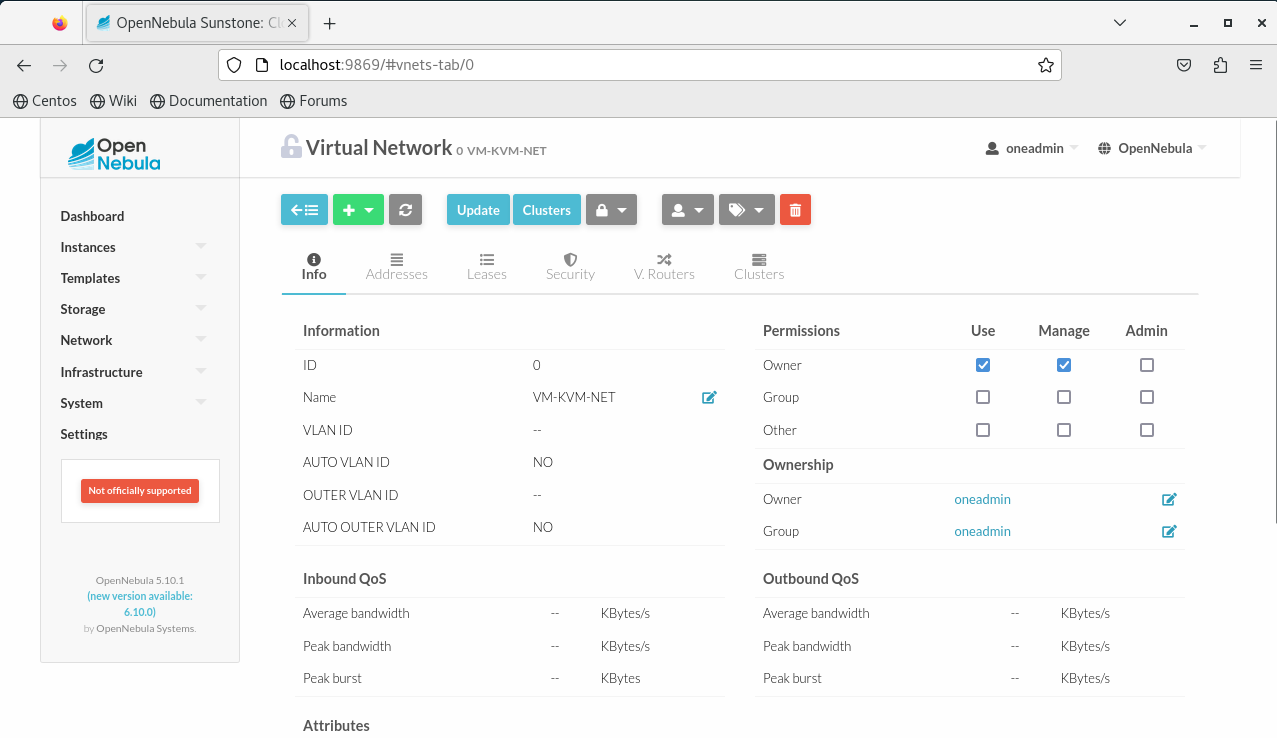 OpenNebula Sunstone: Cl
localhost:9869/#vnets-tab/0
Centos Wiki Documentation Forums
Open
Nebula
Virtual Network 0 VM-KVM-NET
oneadmin OpenNebula
Update Clusters
Dashboard
Instances
Templates
Storage
Network
Infrastructure
System
Settings
Not officially supported
OpenNebula 5.10.1
(new version available:
6.10.0)
by OpenNebula Systems.
Info Addresses Leases Security V. Routers Clusters
Information
ID 0
Name VM-KVM-NET
VLAN ID --
AUTO VLAN ID NO
OUTER VLAN ID --
AUTO OUTER VLAN ID NO
Permissions Use Manage Admin
Owner
Group
Other
Ownership
Owner oneadmin
Group oneadmin
Inbound QoS
Average bandwidth -- KBytes/s
Peak bandwidth -- KBytes/s
Peak burst -- KBytes
Outbound QoS
Average bandwidth -- KBytes/s
Peak bandwidth -- KBytes/s
Peak burst -- KBytes/s
Attributes